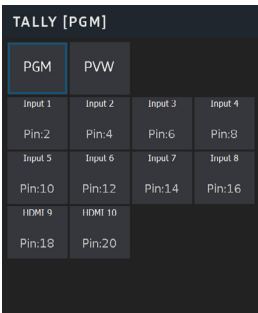 TALLY [PGM]
PGM PVW
Input 1 Input 2 Input 3 Input 4
Pin:2 Pin:4 Pin:6 Pin:8
Input 5 Input 6 Input 7 Input 8
Pin:10 Pin:12 Pin:14 Pin:16
HDMI 9 HDMI 10
Pin:18 Pin:20